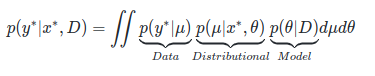 p(y*|x*, D) = ∬ p(y*|μ) p(μ|x*, θ) p(θ|D)dμdθ
Data Distributional Model